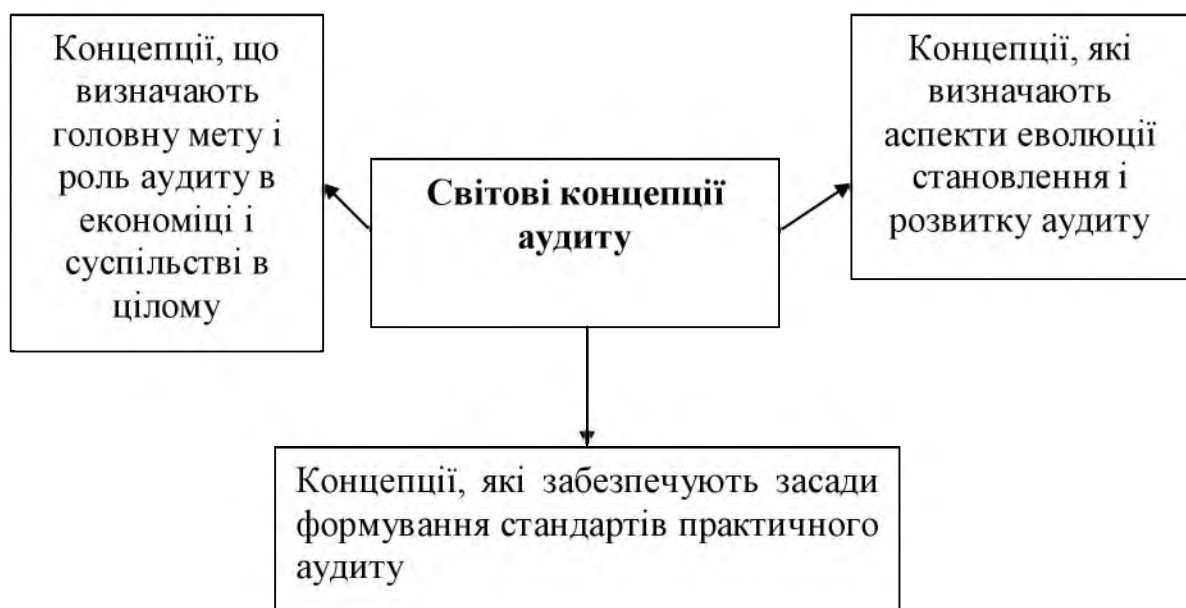 Концепції, що
визначають
головну мету і
роль аудиту в
економіці і
суспільстві в
цілому
Світові концепції
аудиту
Концепції, які
визначають
аспекти еволюції
становлення і
розвитку аудиту
Концепції, які забезпечують засади
формування стандартів практичного
аудиту